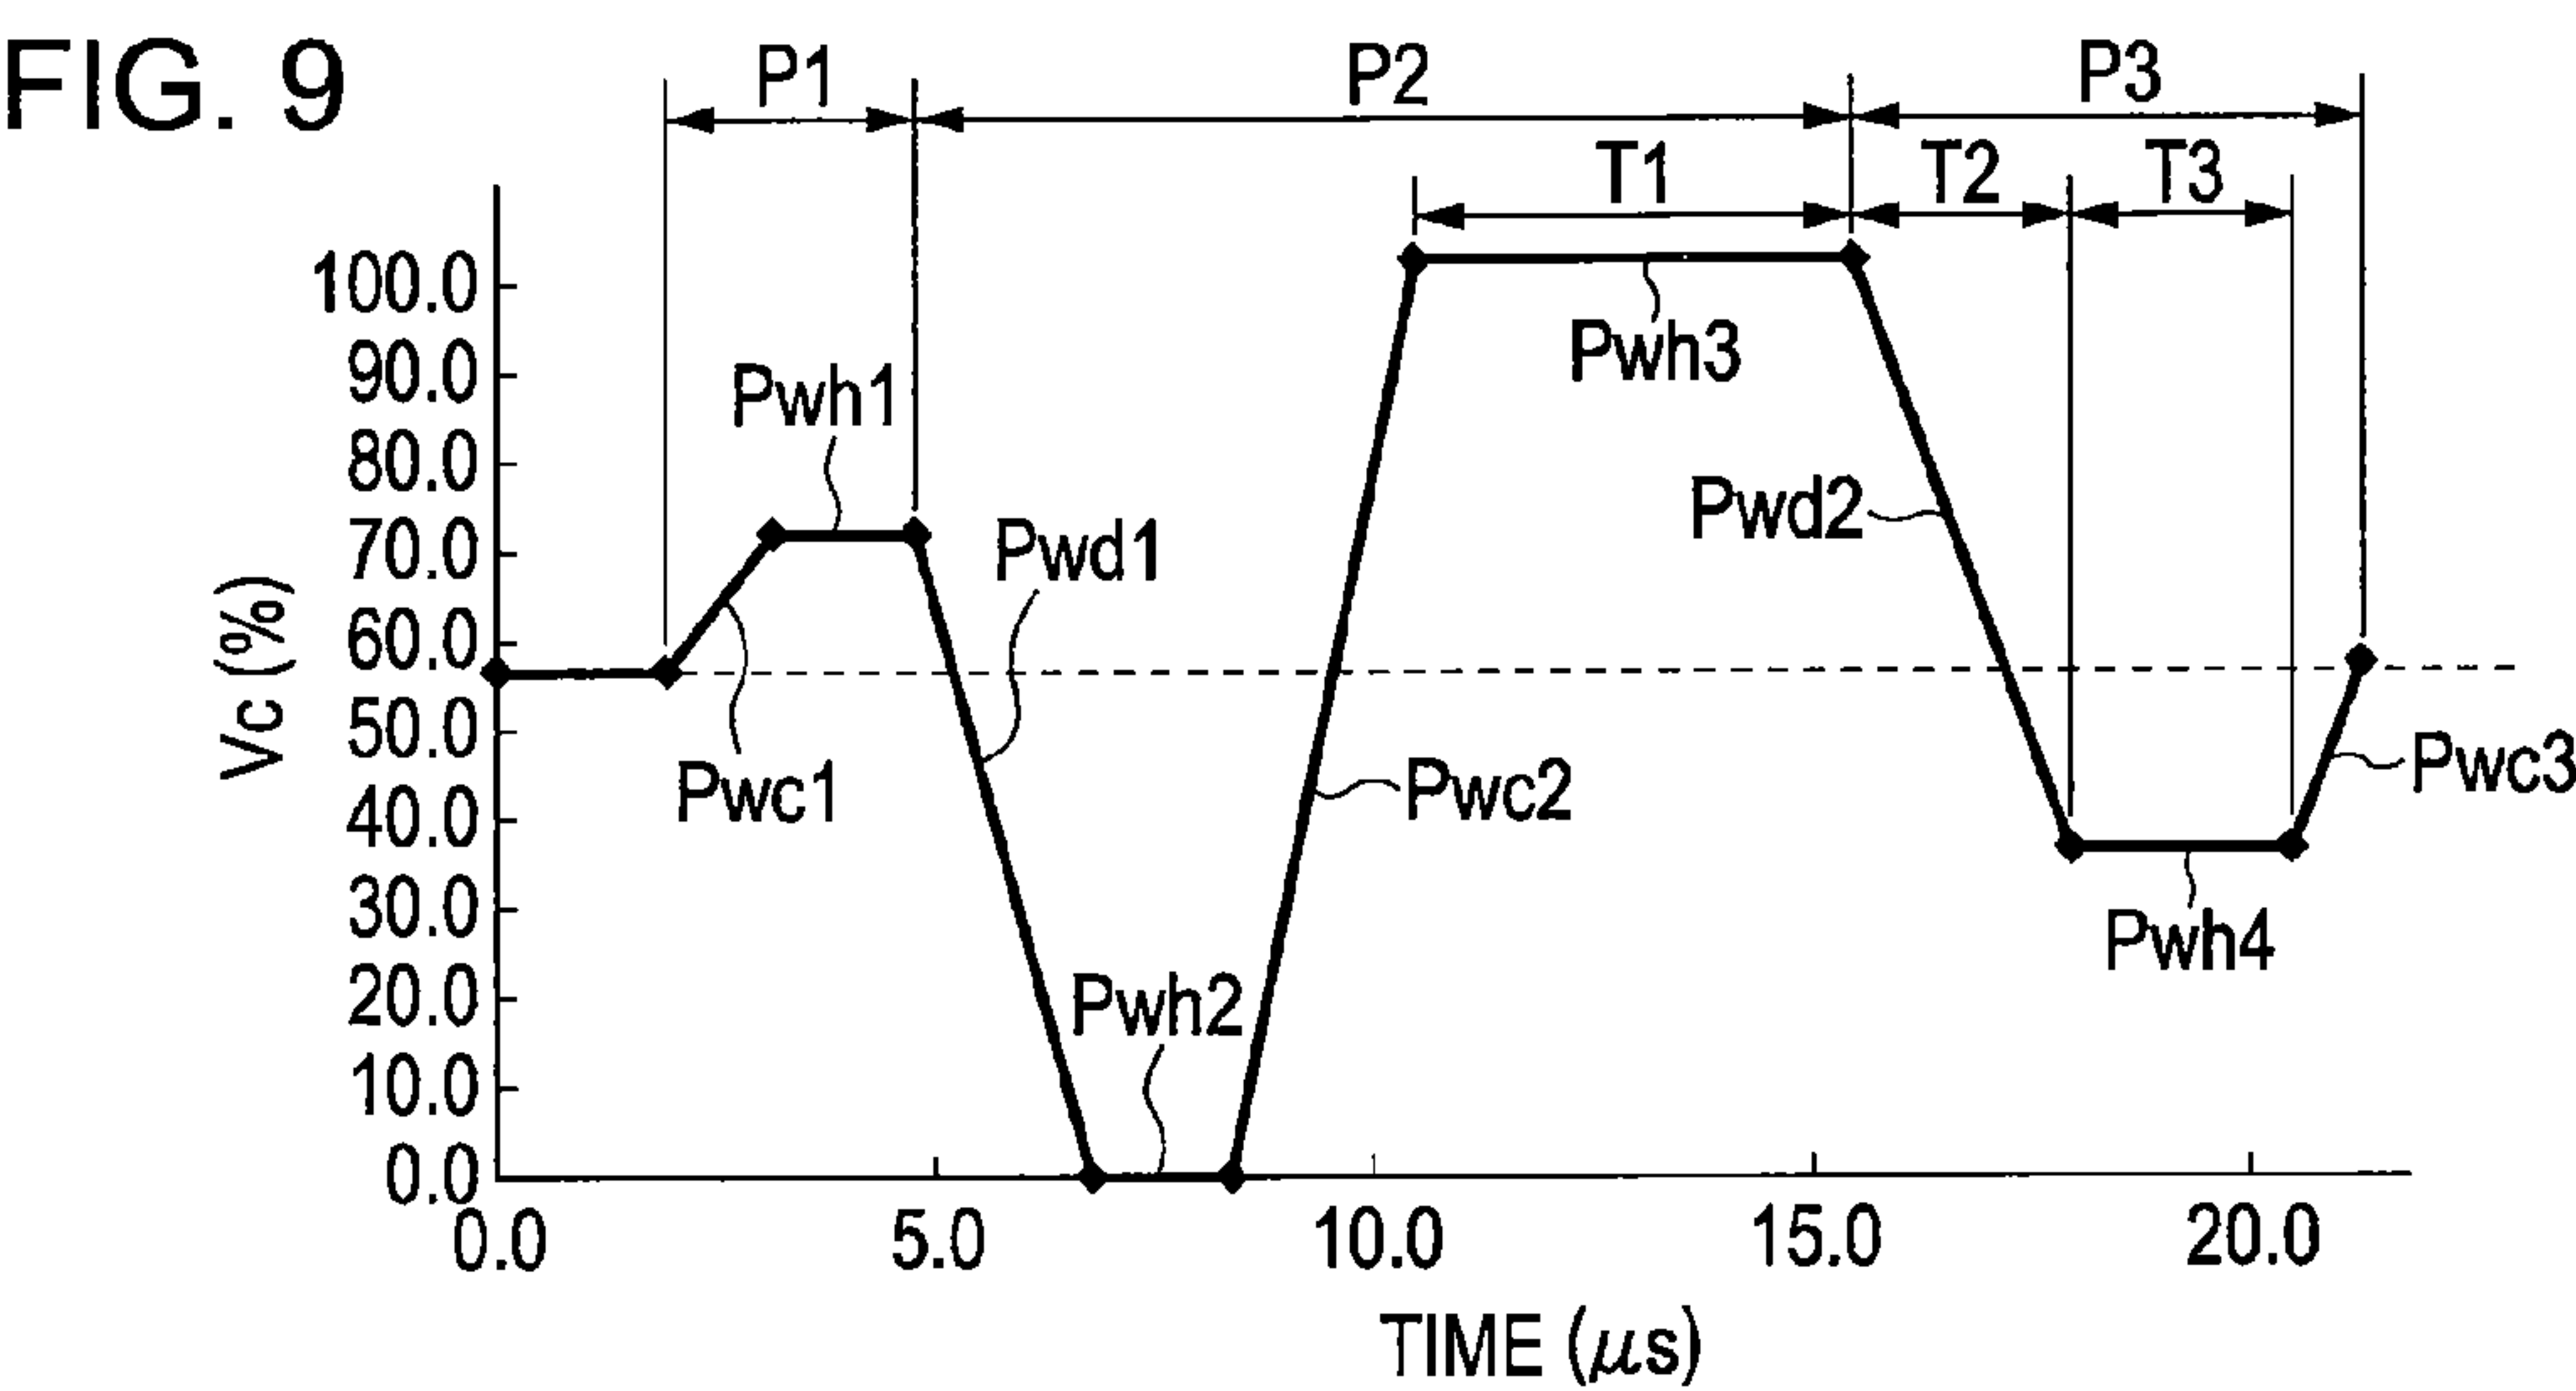 FIG. 9
P1
P2
P3
T1
T2
T3
Vc (%)
100.0
90.0
80.0
70.0
60.0
50.0
40.0
30.0
20.0
10.0
0.0
Pwh1
Pwc1
Pwd1
Pwh2
Pwc2
Pwh3
Pwd2
Pwh4
Pwc3
0.0
5.0
10.0
15.0
20.0
TIME (μs)